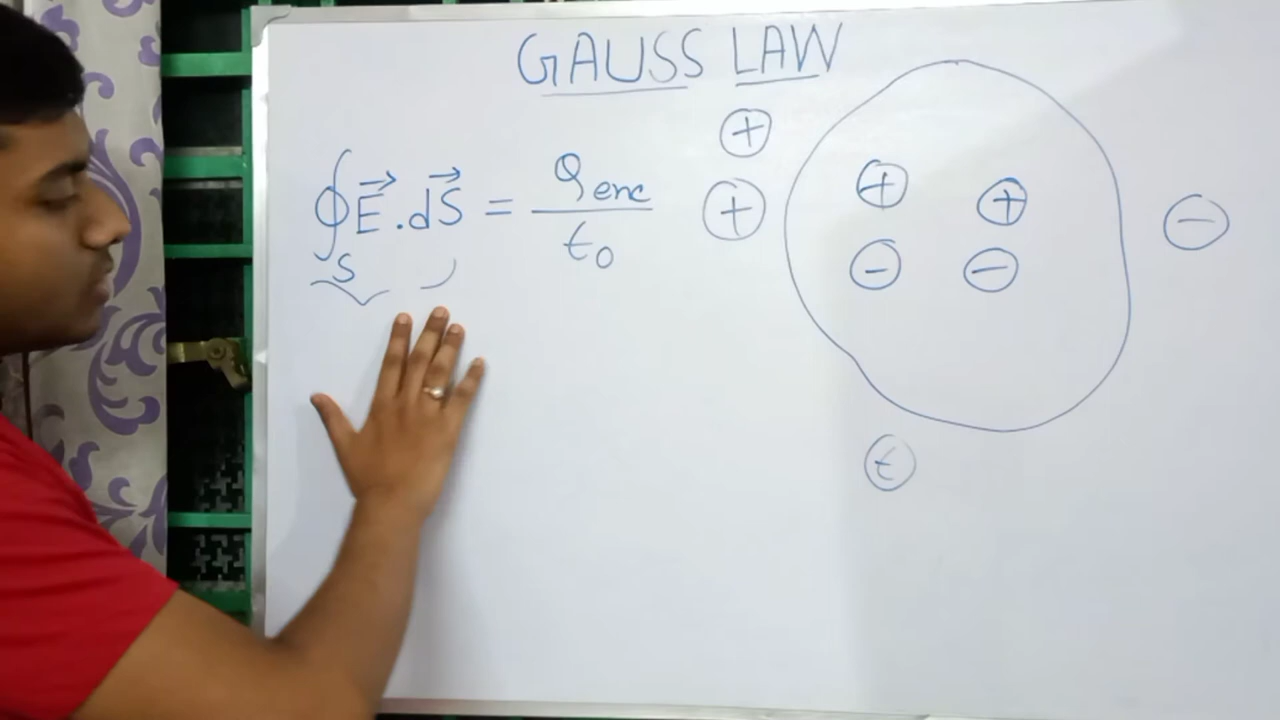 GAUSS LAW
∮S E⃗.dS⃗ = Qenc/ε0
+
+
+ +
- -
-